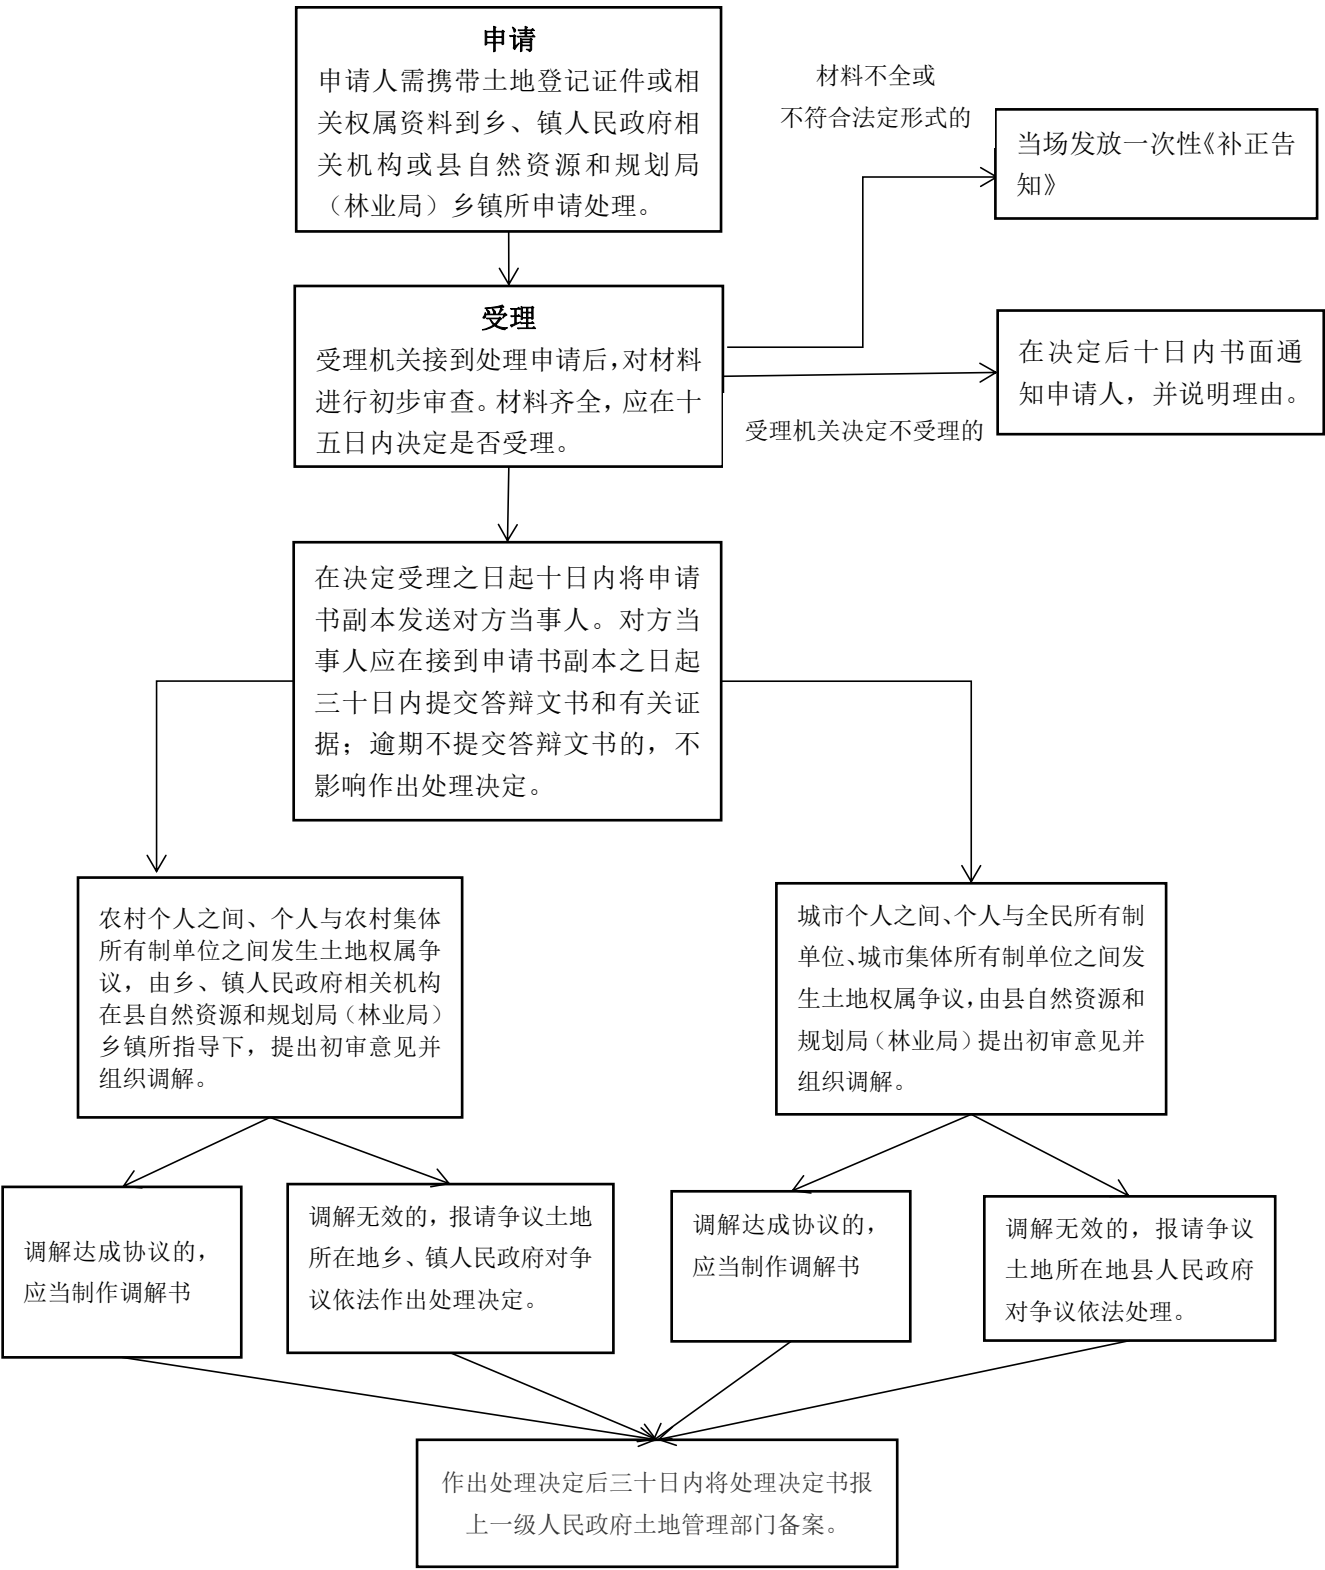 申请
申请人需携带土地登记证件或相
关权属资料到乡、镇人民政府相
关机构或县自然资源和规划局
（林业局）乡镇所申请处理。
材料不全或
不符合法定形式的
当场发放一次性《补正告
知》
受理
受理机关接到处理申请后，对材料
进行初步审查。材料齐全，应在十
五日内决定是否受理。
在决定后十日内书面通
知申请人，并说明理由。
受理机关决定不受理的
在决定受理之日起十日内将申请
书副本发送对方当事人。对方当
事人应在接到申请书副本之日起
三十日内提交答辩文书和有关证
据；逾期不提交答辩文书的，不
影响作出处理决定。
农村个人之间、个人与农村集体
所有制单位之间发生土地权属争
议，由乡、镇人民政府相关机构
在县自然资源和规划局（林业局）
乡镇所指导下，提出初审意见并
组织调解。
城市个人之间、个人与全民所有制
单位、城市集体所有制单位之间发
生土地权属争议，由县自然资源和
规划局（林业局）提出初审意见并
组织调解。
调解达成协议的，
应当制作调解书
调解无效的，报请争议土地
所在地乡、镇人民政府对争
议依法作出处理决定。
调解达成协议的，
应当制作调解书
调解无效的，报请争议
土地所在地县人民政府
对争议依法处理。
作出处理决定后三十日内将处理决定书报
上一级人民政府土地管理部门备案。